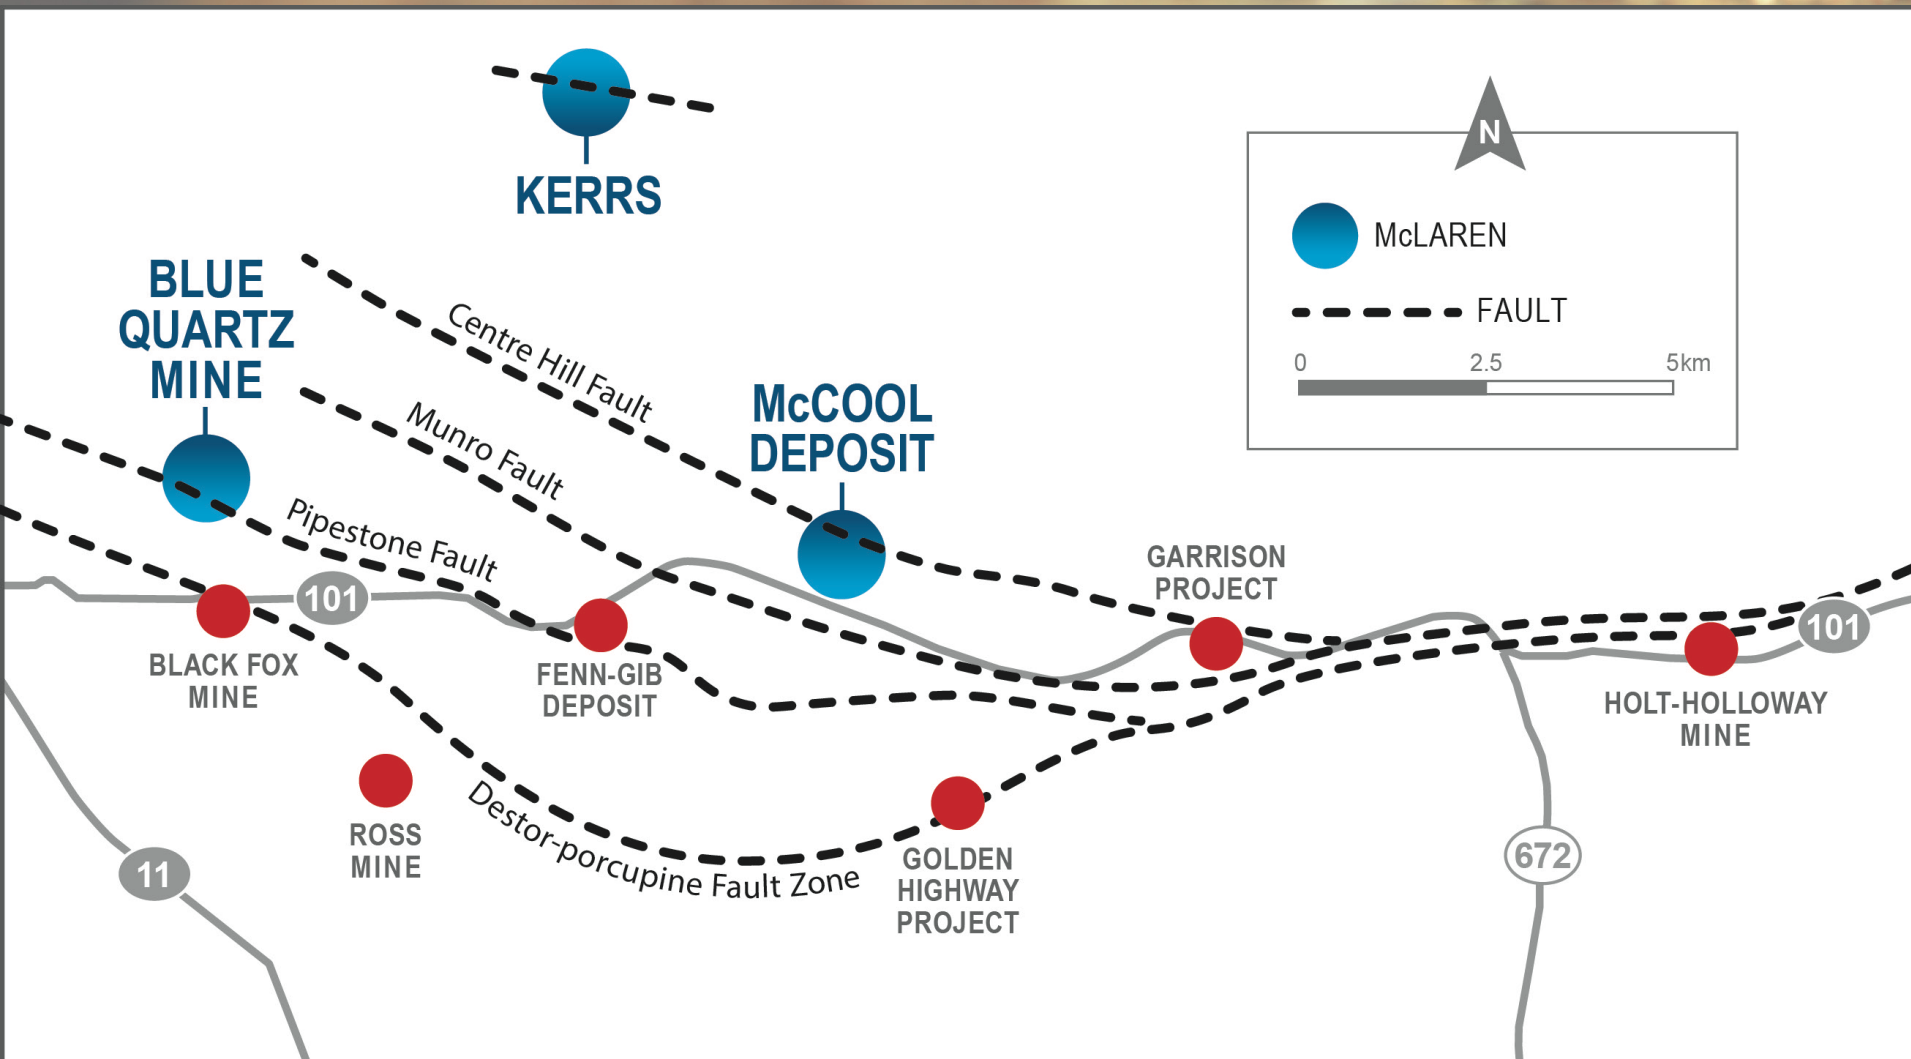 KERRS
N
McLAREN
FAULT
0 2.5 5km
BLUE
QUARTZ
MINE
Centre Hill Fault
Munro Fault
McCOOL
DEPOSIT
Pipestone Fault
GARRISON
PROJECT
101
101
BLACK FOX
MINE
FENN-GIB
DEPOSIT
HOLT-HOLLOWAY
MINE
ROSS
MINE
Destor-porcupine Fault Zone
GOLDEN
HIGHWAY
PROJECT
11
672